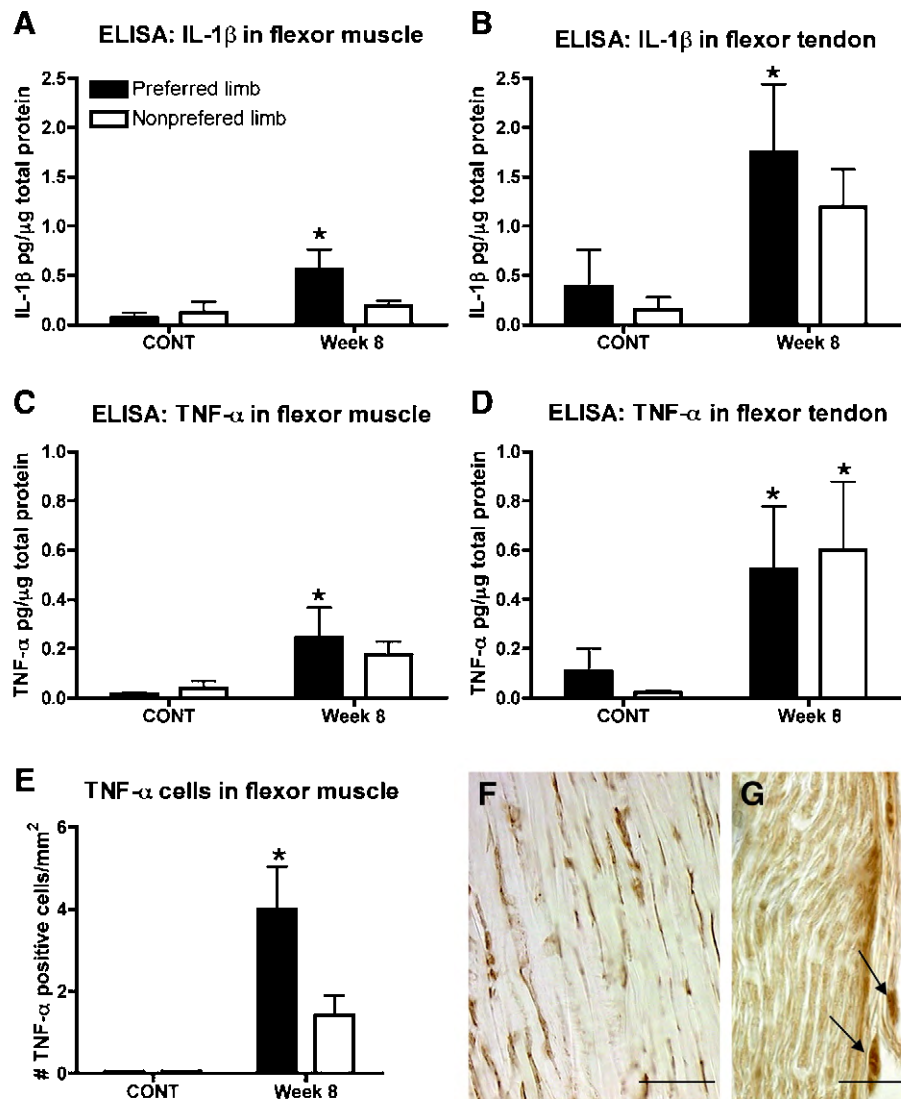 A
ELISA: IL-1β in flexor muscle
IL-1β pg/μg total protein
2.5
2.0
1.5
1.0
0.5
0.0
Preferred limb
Nonprefered limb
*
CONT
Week 8
B
ELISA: IL-1β in flexor tendon
IL-1β pg/μg total protein
2.5
2.0
1.5
1.0
0.5
0.0
*
CONT
Week 8
C
ELISA: TNF-α in flexor muscle
TNF-α pg/μg total protein
1.0
0.8
0.6
0.4
0.2
0.0
*
CONT
Week 8
D
ELISA: TNF-α in flexor tendon
TNF-α pg/μg total protein
1.0
0.8
0.6
0.4
0.2
0.0
*
*
CONT
Week 8
E
TNF-α cells in flexor muscle
# TNF-α positive cells/mm²
6
4
2
0
*
CONT
Week 8
F
G